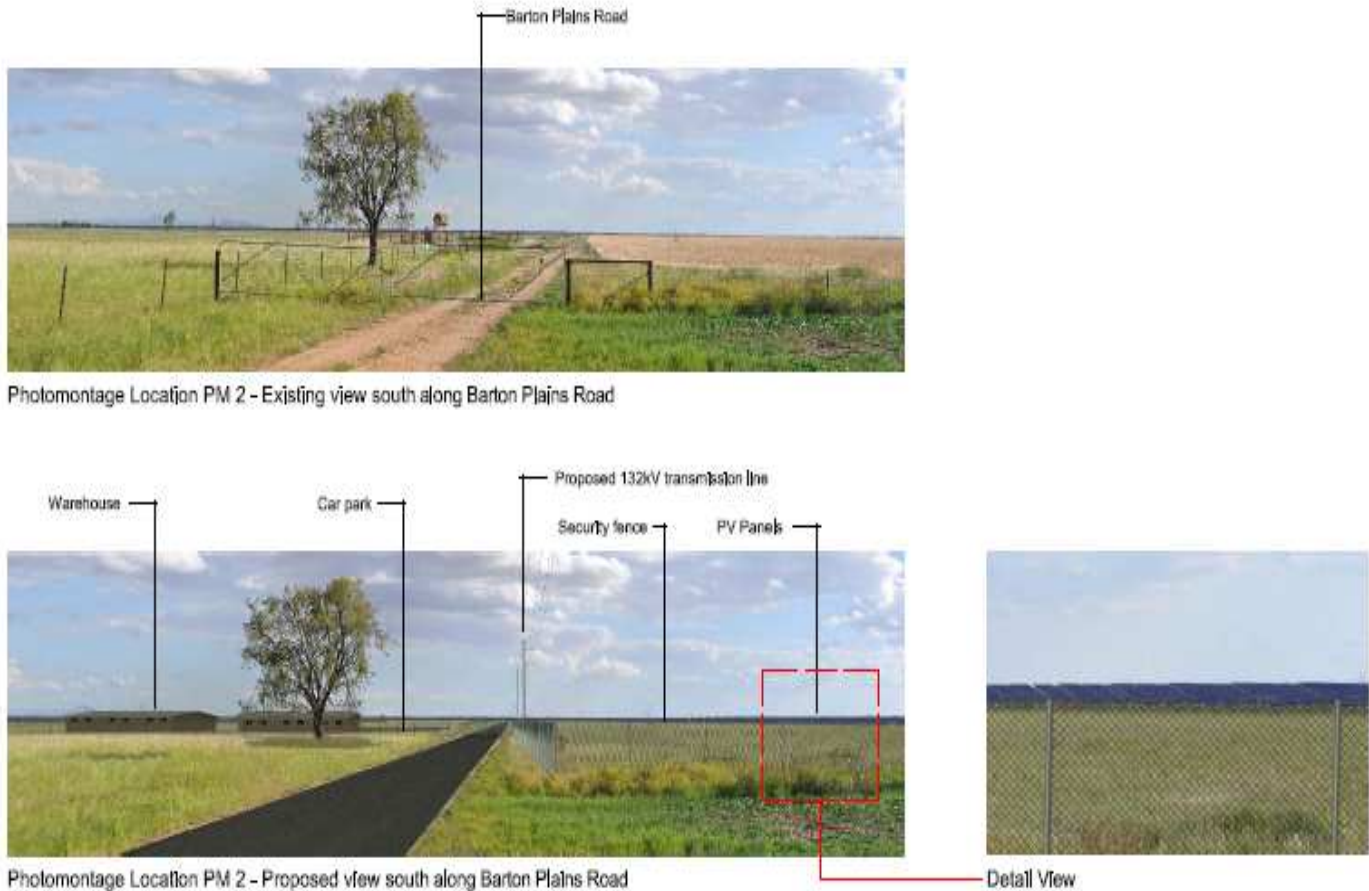 Barton Plains Road
Photomontage Location PM 2 - Existing view south along Barton Plains Road
Proposed 132kV transmission line
Warehouse
Car park
Security fence
PV Panels
Photomontage Location PM 2 - Proposed view south along Barton Plains Road
Detail View